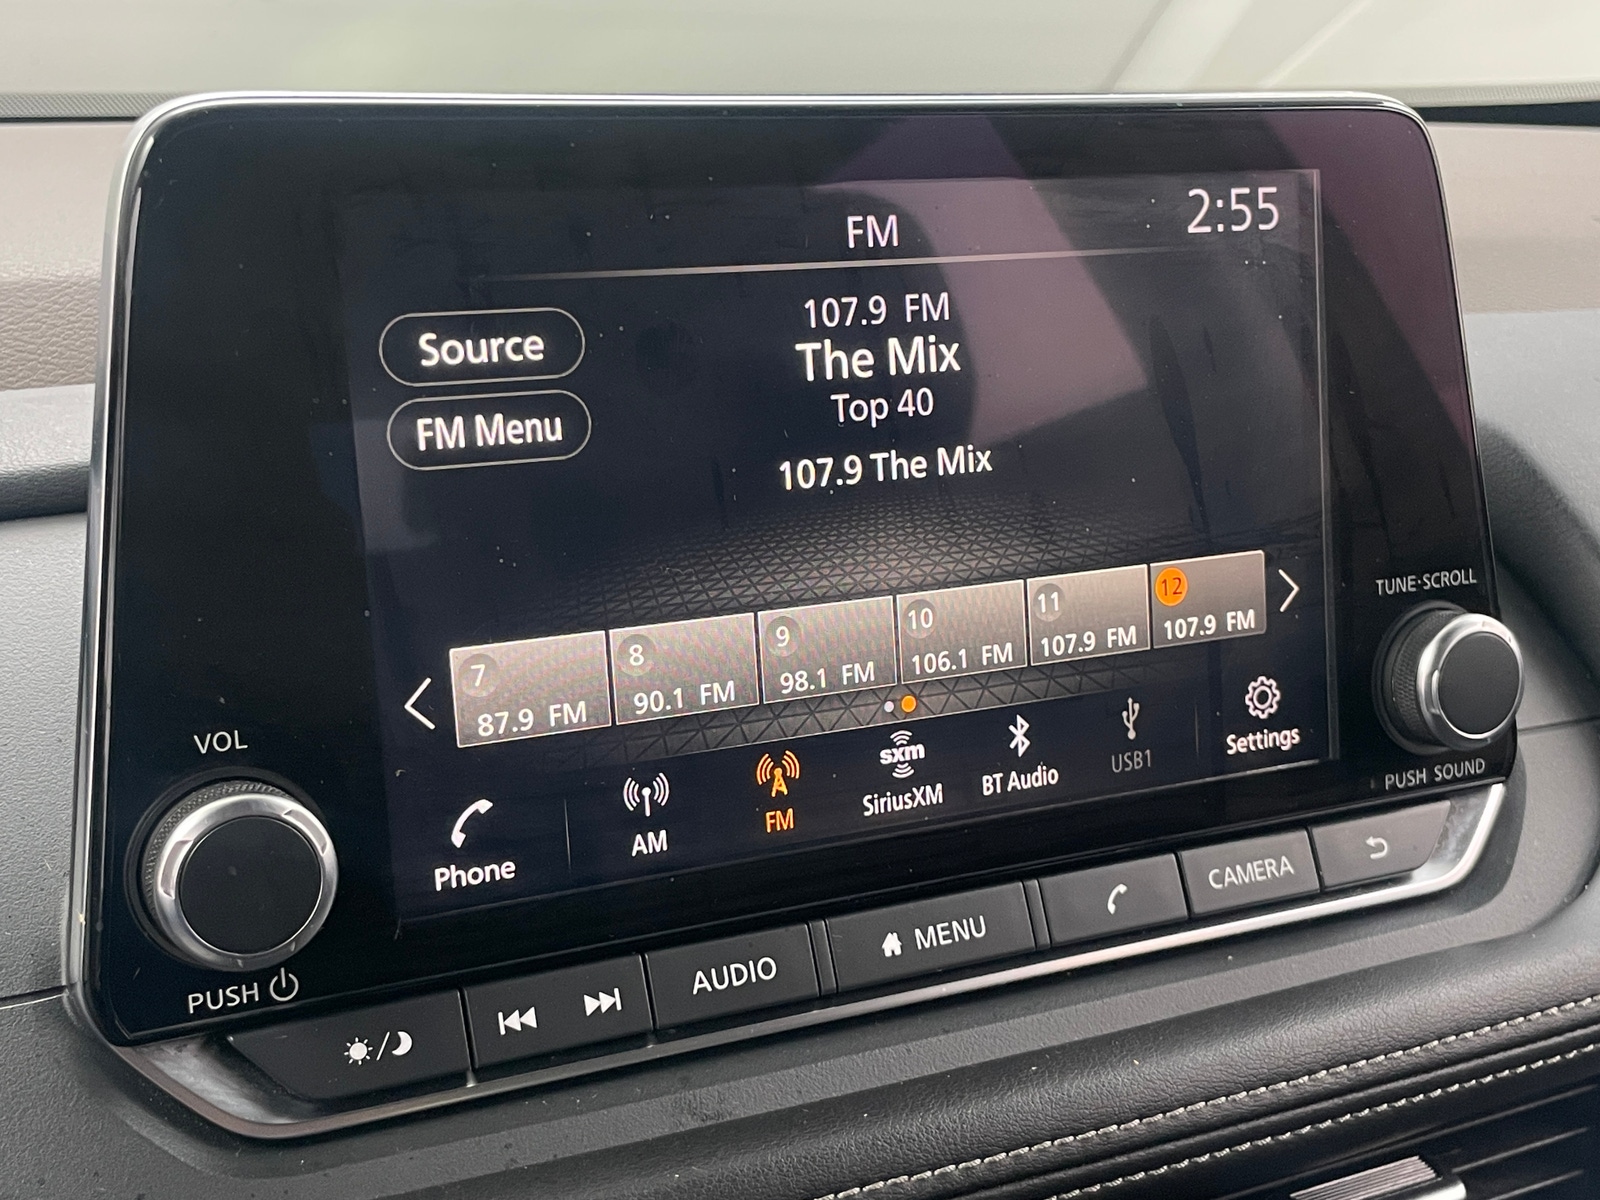 FM
2:55
107.9 FM
The Mix
Top 40
107.9 The Mix
Source
FM Menu
7
87.9 FM
8
90.1 FM
9
98.1 FM
10
106.1 FM
11
107.9 FM
12
107.9 FM
Phone
AM
FM
sxm
SiriusXM
BT Audio
USB1
Settings
VOL
PUSH
TUNE·SCROLL
PUSH SOUND
AUDIO
MENU
CAMERA